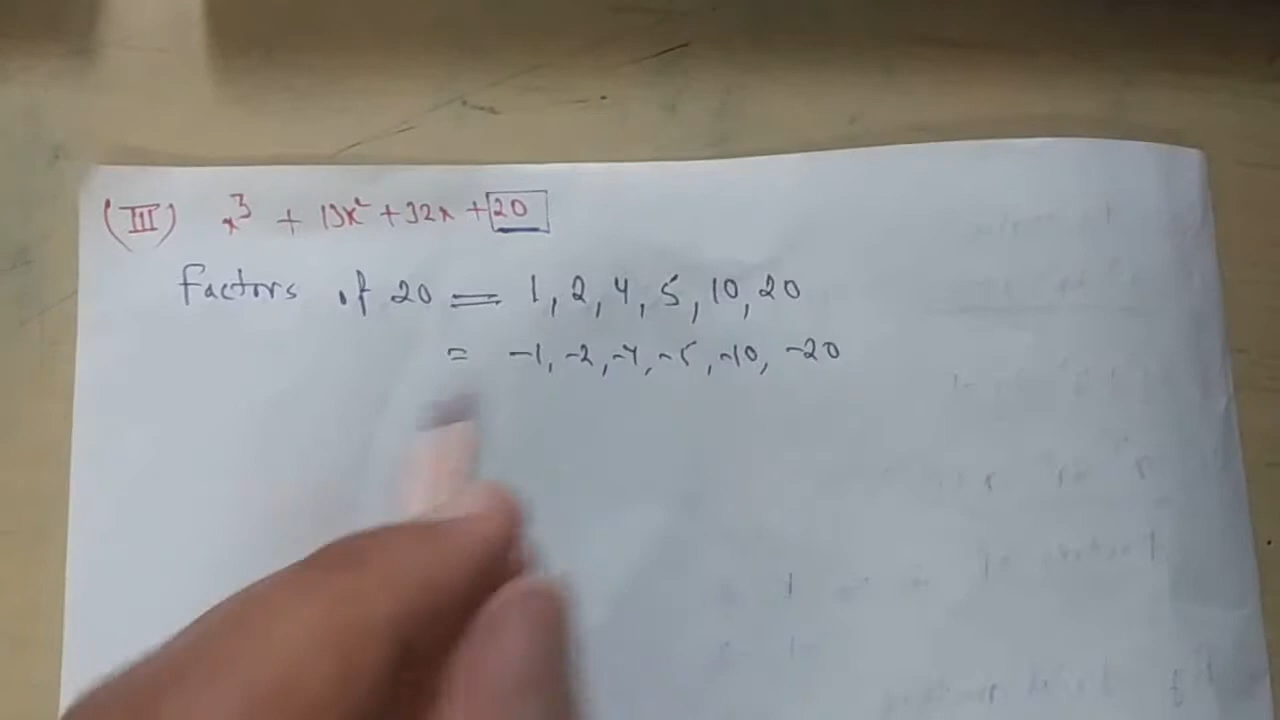 (III) x³ + 13x² + 32x + 20
Factors of 20 = 1, 2, 4, 5, 10, 20
= -1, -2, -4, -5, -10, -20